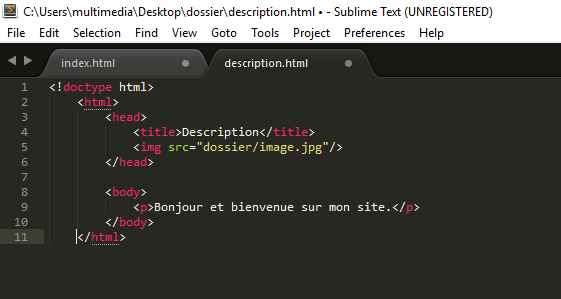 C:\Users\multimedia\Desktop\dossier\description.html • - Sublime Text (UNREGISTERED)
File Edit Selection Find View Goto Tools Project Preferences Help
index.html description.html
1 <!doctype html>
2 <html>
3 <head>
4 <title>Description</title>
5 <img src="dossier/image.jpg"/>
6 </head>
7
8 <body>
9 <p>Bonjour et bienvenue sur mon site.</p>
10 </body>
11 </html>